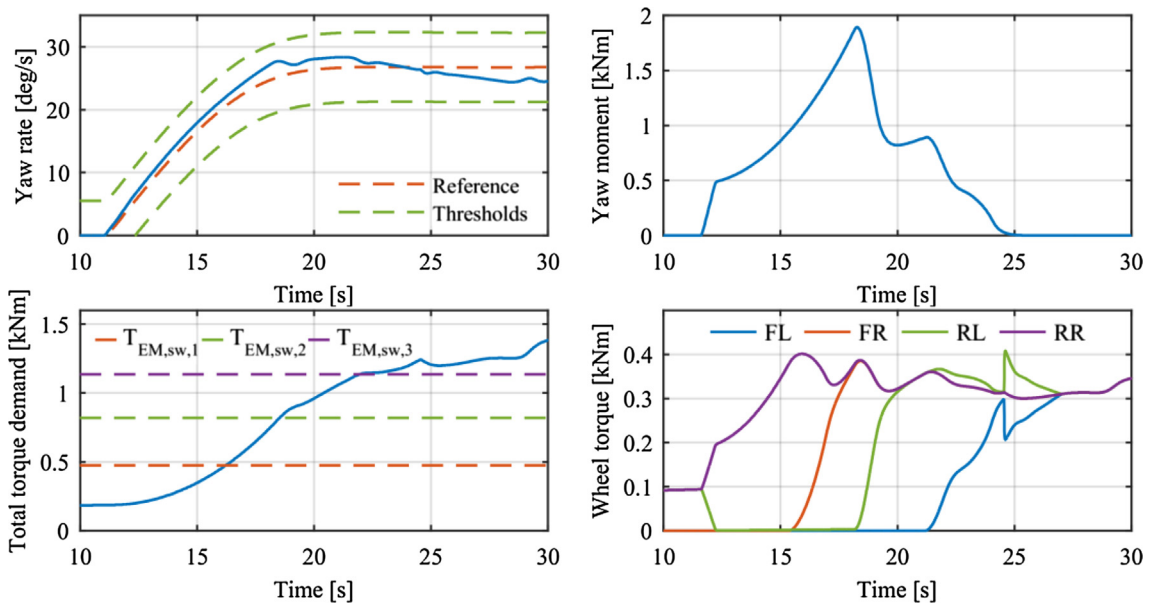 Yaw rate [deg/s]
30
20
10
0
Reference
Thresholds
10 15 20 25 30
Time [s]
Yaw moment [kNm]
2
1.5
1
0.5
0
10 15 20 25 30
Time [s]
Total torque demand [kNm]
1.5
1
0.5
0
T_EM,sw,1 T_EM,sw,2 T_EM,sw,3
10 15 20 25 30
Time [s]
Wheel torque [kNm]
0.4
0.3
0.2
0.1
0
FL FR RL RR
10 15 20 25 30
Time [s]